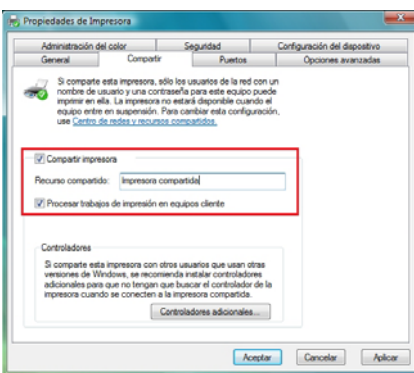 Propiedades de Impresora
Administración del color Seguridad Configuración del dispositivo
General Compartir Puertos Opciones avanzadas
Si comparte esta impresora, sólo los usuarios de la red con un
nombre de usuario y una contraseña para este equipo puede
imprimir en ella. La impresora no estará disponible cuando el
equipo entre en suspensión. Para cambiar esta configuración,
use Centro de redes y recursos compartidos.
Compartir impresora
Recurso compartido: Impresora compartida
Procesar trabajos de impresión en equipos cliente
Controladores
Si comparte esta impresora con otros usuarios que usan otras
versiones de Windows, se recomienda instalar controladores
adicionales para que no tengan que buscar el controlador de la
impresora cuando se conecten a la impresora compartida.
Controladores adicionales...
Aceptar Cancelar Aplicar